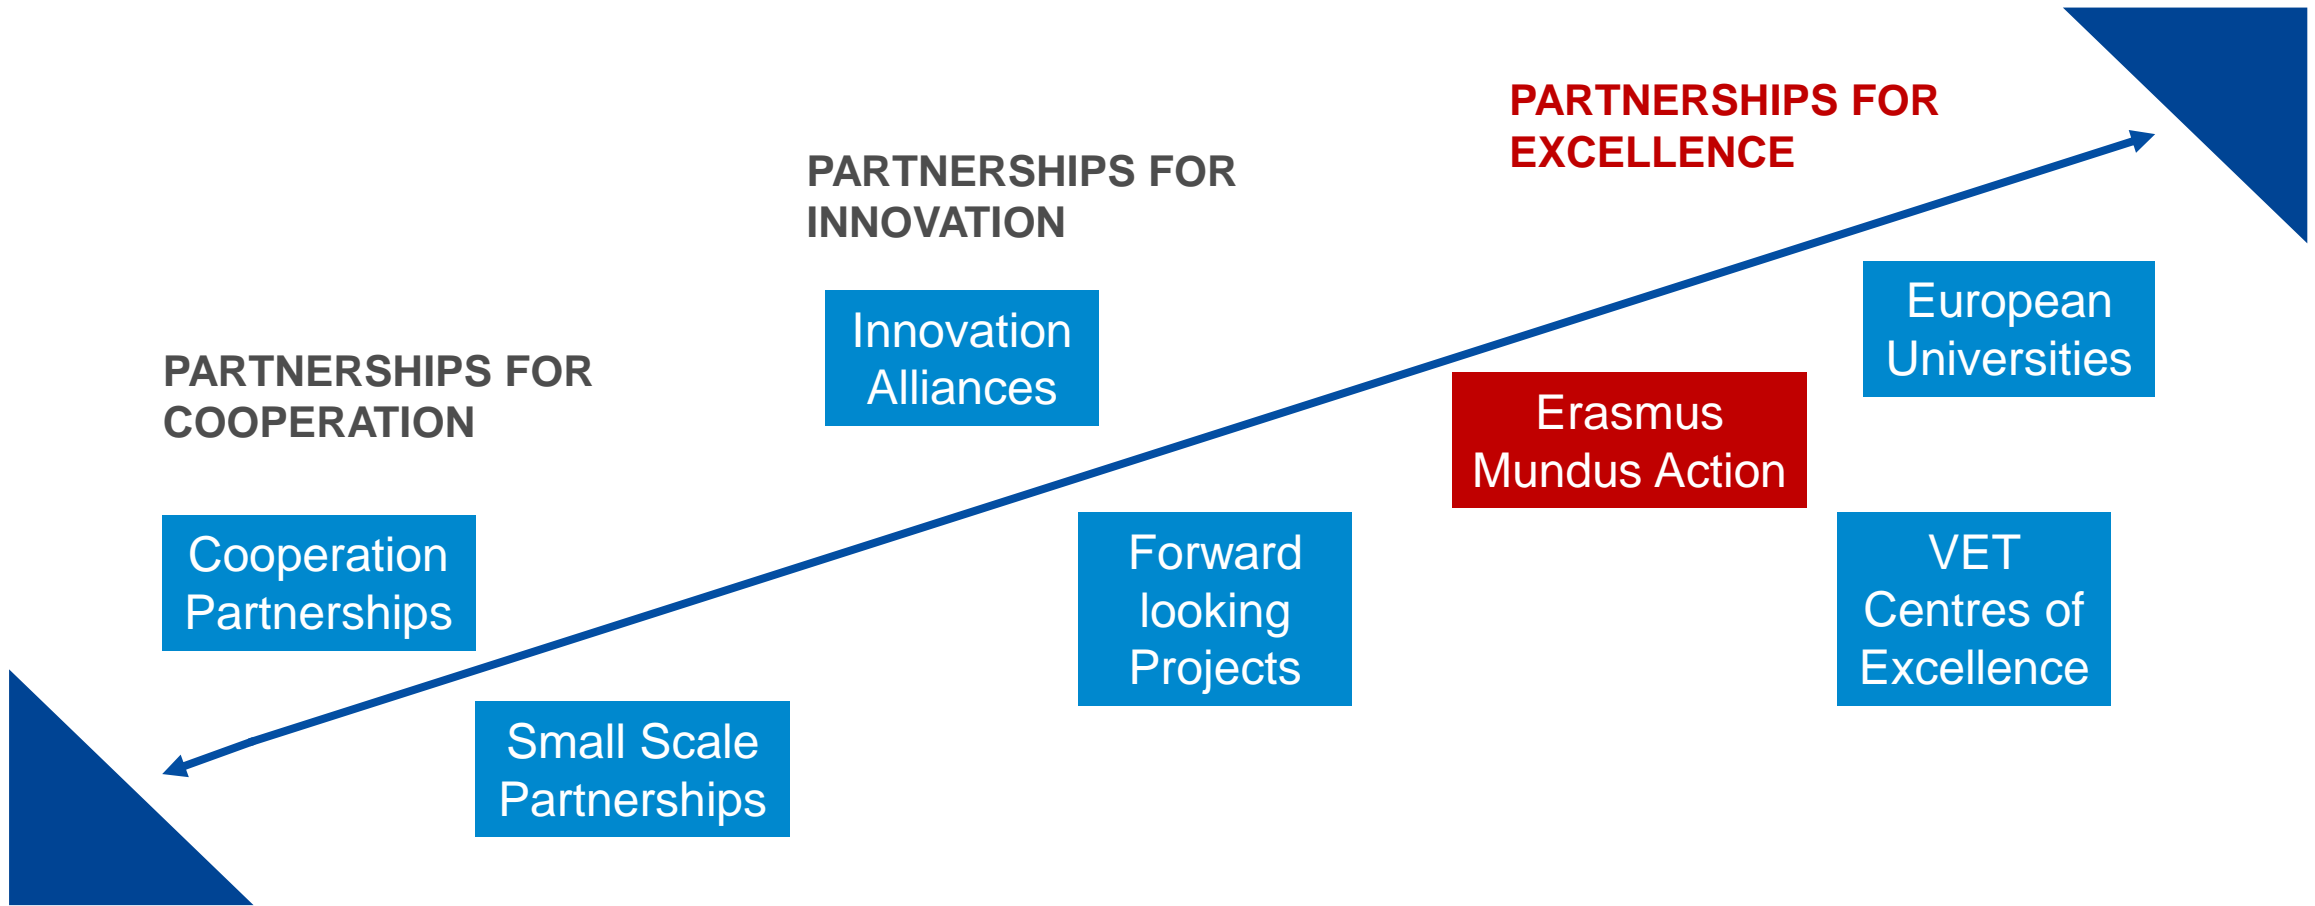 PARTNERSHIPS FOR
COOPERATION
Cooperation
Partnerships
Small Scale
Partnerships
PARTNERSHIPS FOR
INNOVATION
Innovation
Alliances
Forward
looking
Projects
PARTNERSHIPS FOR
EXCELLENCE
Erasmus
Mundus Action
European
Universities
VET
Centres of
Excellence